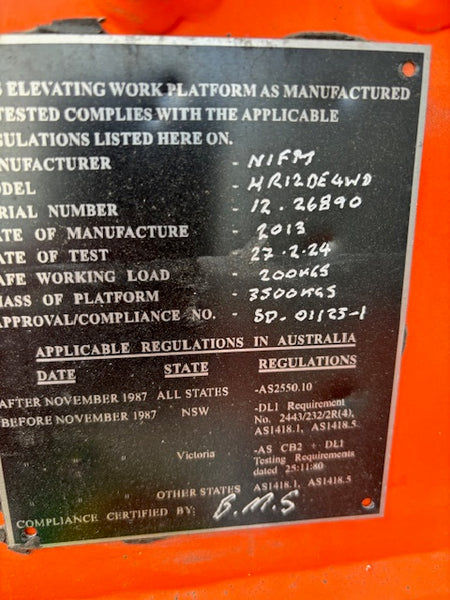 S ELEVATING WORK PLATFORM AS MANUFACTURED
TESTED COMPLIES WITH THE APPLICABLE
GULATIONS LISTED HERE ON.
NUFACTURER - NIFM
ODEL - HR12DE4WD
RIAL NUMBER - 12.26890
ATE OF MANUFACTURE - 2013
ATE OF TEST - 27.2.24
AFE WORKING LOAD - 200KGS
MASS OF PLATFORM - 3500KGS
APPROVAL/COMPLIANCE NO. - SD-01125-1
APPLICABLE REGULATIONS IN AUSTRALIA
DATE STATE REGULATIONS
AFTER NOVEMBER 1987 ALL STATES -AS2550.10
BEFORE NOVEMBER 1987 NSW -DL1 Requirement
No. 2443/232/2R(4),
AS1418.1, AS1418.5
" " Victoria -AS CB2 + DL1
Testing Requirements
dated 25:11:80
" " OTHER STATES AS1418.1, AS1418.5
COMPLIANCE CERTIFIED BY: B.M.S